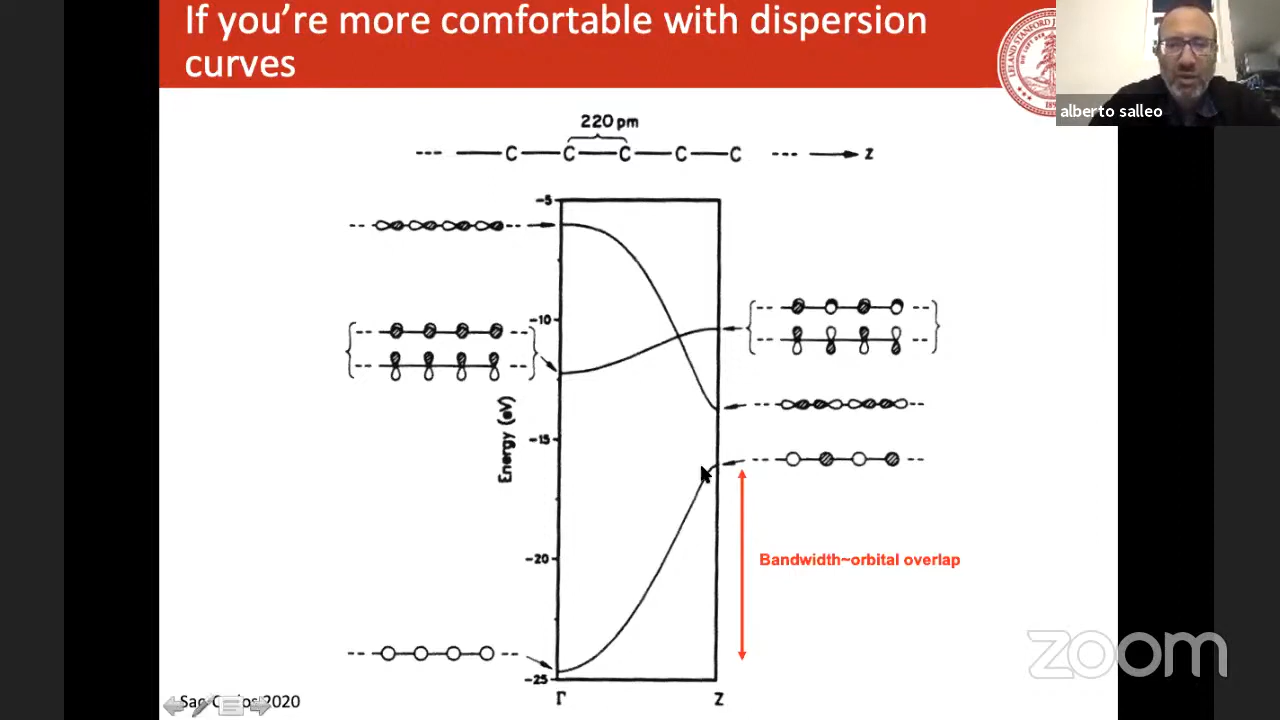 If you're more comfortable with dispersion
curves
alberto salleo
220 pm
--- — C — C — C — C — C --- → z
-5
-10
Energy (eV)
-15
-20
-25
Γ
Z
Bandwidth~orbital overlap
zoom
2020